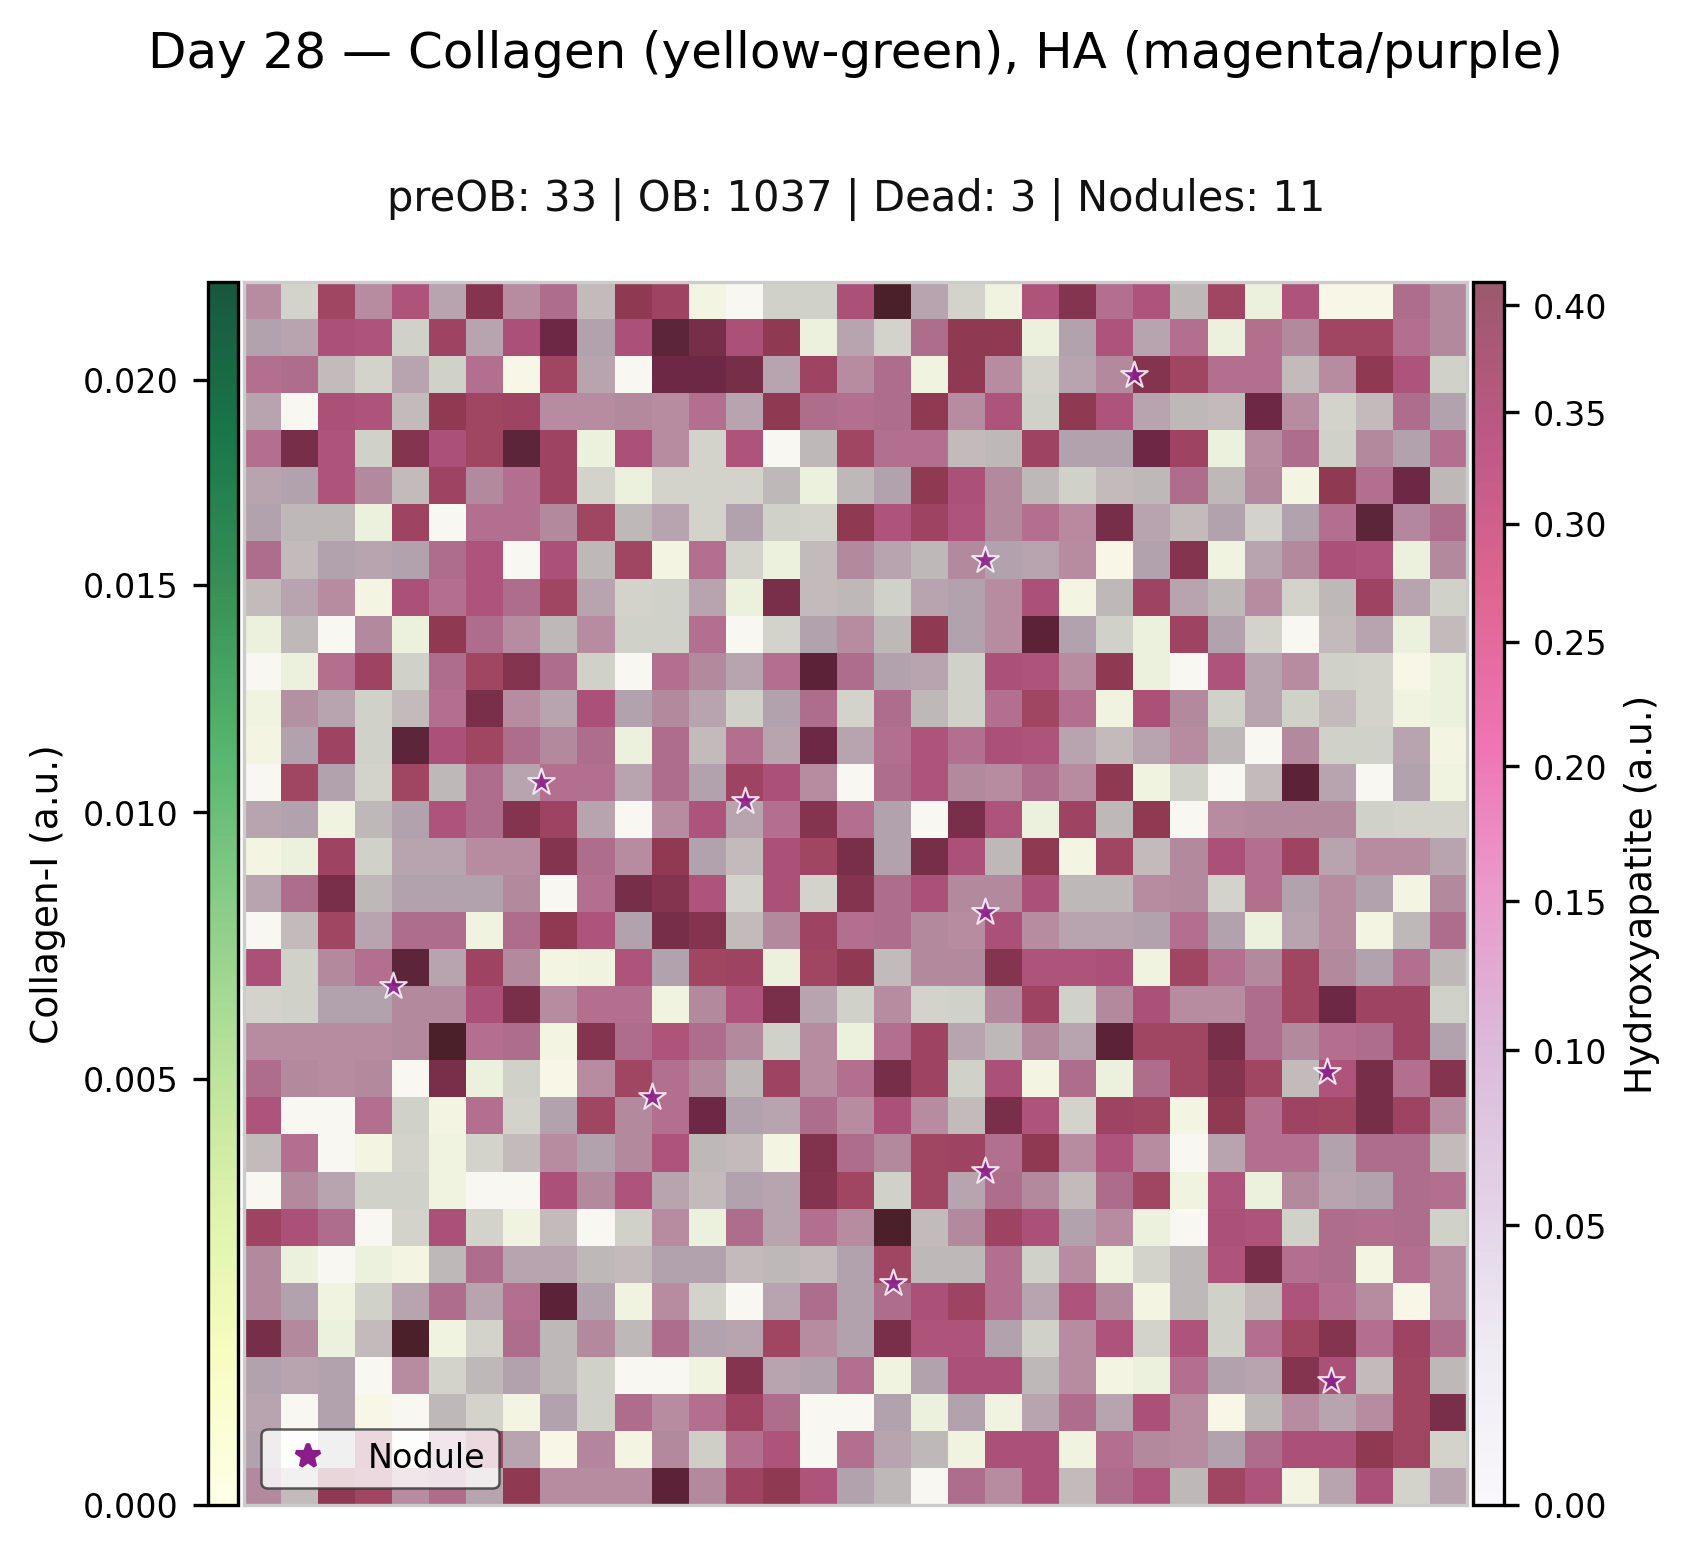 Day 28 — Collagen (yellow-green), HA (magenta/purple)
preOB: 33 | OB: 1037 | Dead: 3 | Nodules: 11
Collagen-I (a.u.)
0.020
0.015
0.010
0.005
0.000
Nodule
0.40
0.35
0.30
0.25
0.20
0.15
0.10
0.05
0.00
Hydroxyapatite (a.u.)